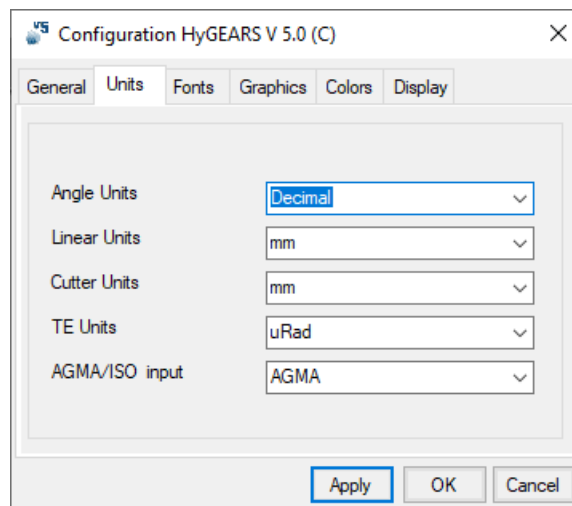 V5 Configuration HyGEARS V 5.0 (C)
General Units Fonts Graphics Colors Display
Angle Units Decimal
Linear Units mm
Cutter Units mm
TE Units uRad
AGMA/ISO input AGMA
Apply OK Cancel